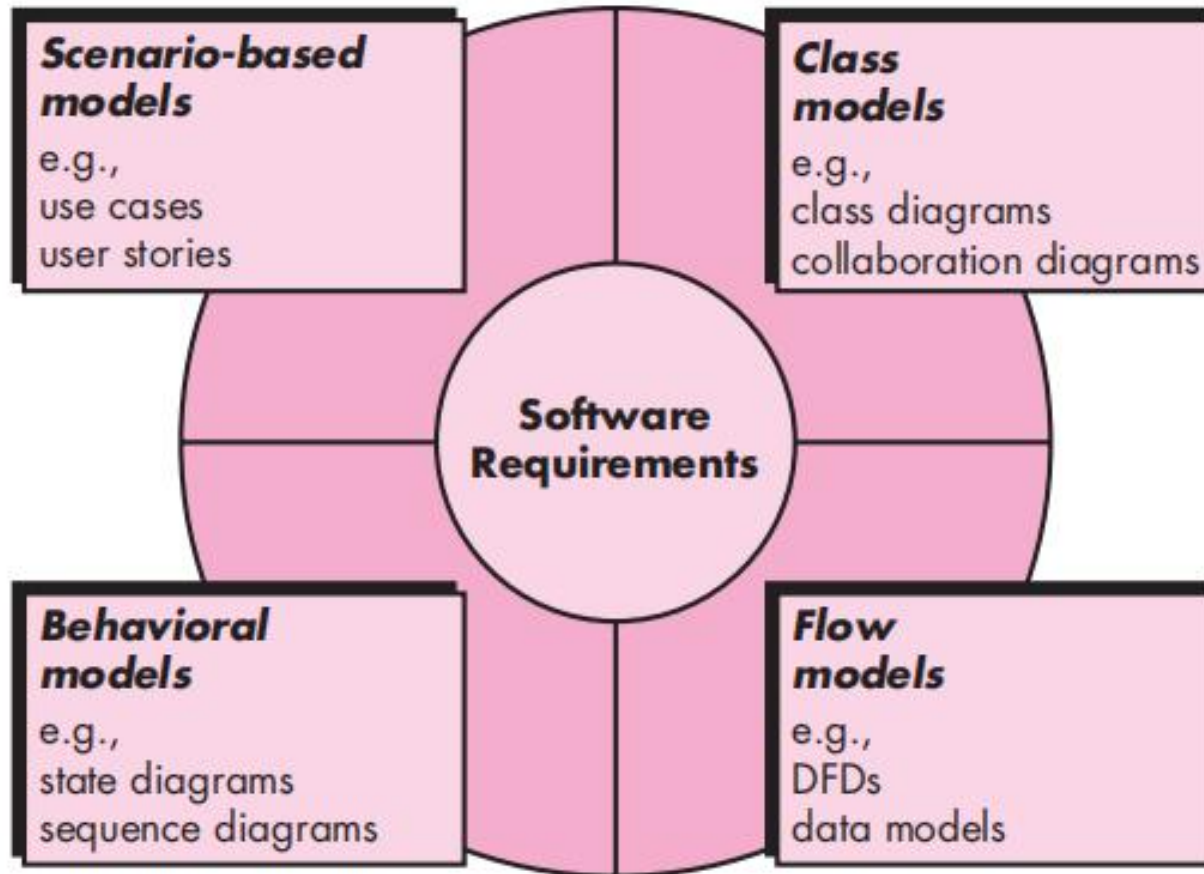 Scenario-based
models
e.g.,
use cases
user stories
Class
models
e.g.,
class diagrams
collaboration diagrams
Software
Requirements
Behavioral
models
e.g.,
state diagrams
sequence diagrams
Flow
models
e.g.,
DFDs
data models